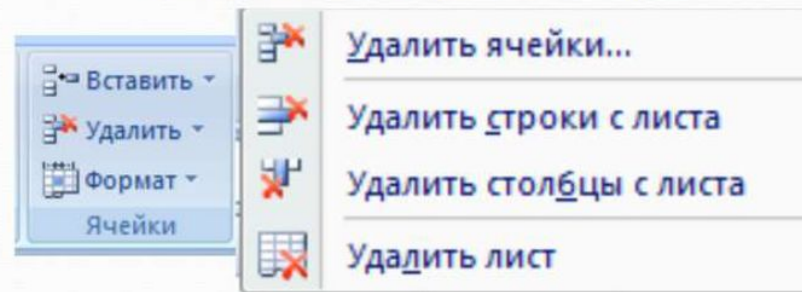 Вставить
Удалить
Формат
Ячейки
Удалить ячейки...
Удалить строки с листа
Удалить столбцы с листа
Удалить лист